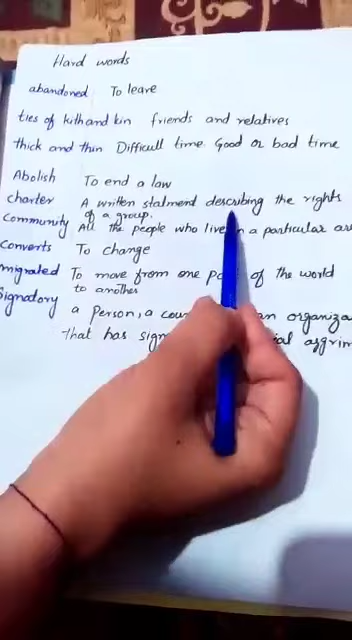 Hard words
abandoned To leave
ties of kith and kin friends and relatives
thick and thin Difficult time. Good or bad time
Abolish To end a law
charter A written statment describing the rights
of a group.
Community All the people who live in a particular
Converts To change
migrated To move from one of the world
to another
Signatory a person, a an
that has